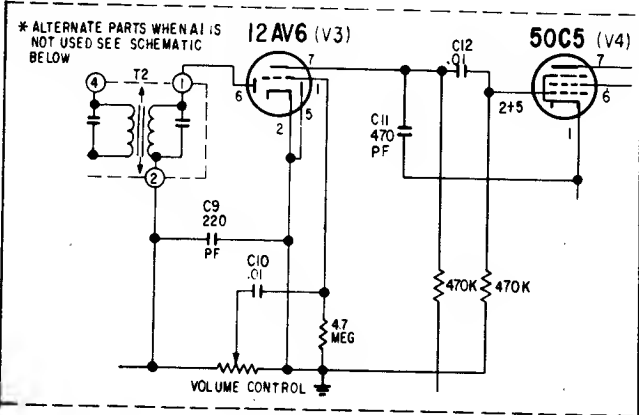 * ALTERNATE PARTS WHEN A1 IS
NOT USED SEE SCHEMATIC
BELOW
12AV6 (V3)
50C5 (V4)
T2
4
1
2
6
7
1
5
2
C12
.01
7
6
2+5
1
C11
470
PF
C9
220
PF
C10
.01
470K
470K
4.7
MEG
VOLUME CONTROL